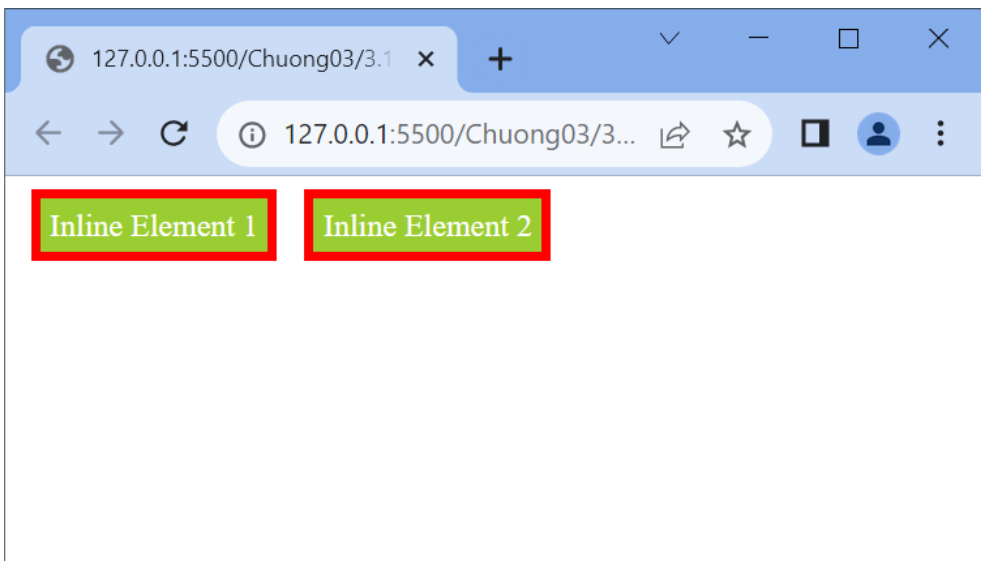 127.0.0.1:5500/Chuong03/3.1
127.0.0.1:5500/Chuong03/3...
Inline Element 1 Inline Element 2